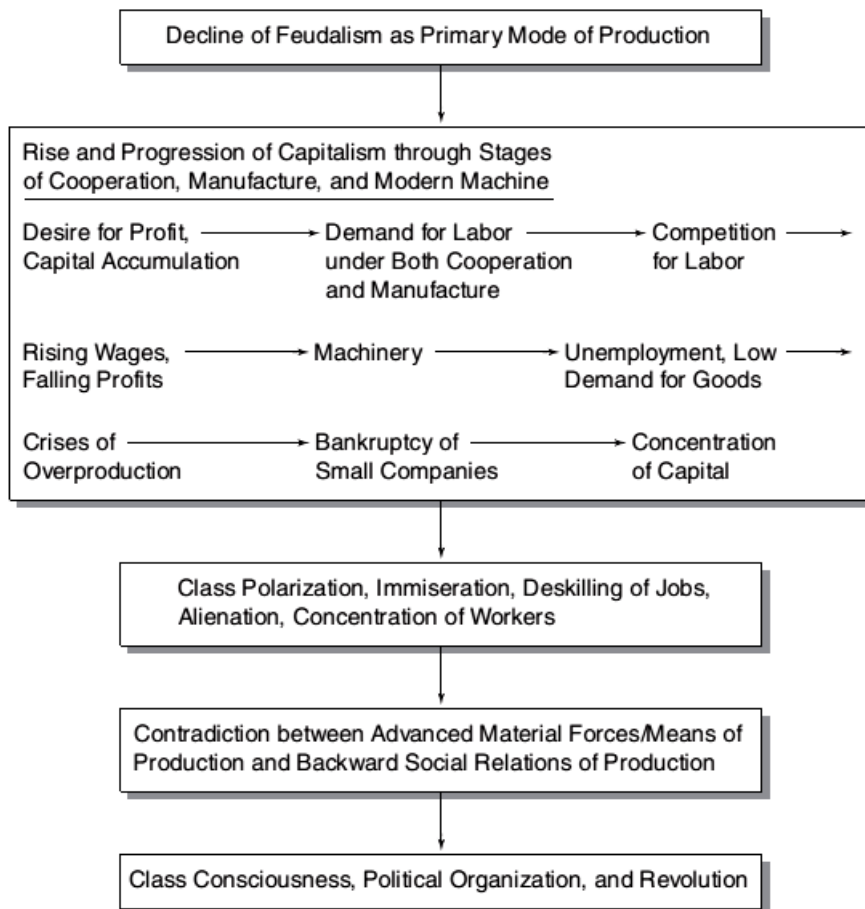 Decline of Feudalism as Primary Mode of Production
Rise and Progression of Capitalism through Stages
of Cooperation, Manufacture, and Modern Machine
Desire for Profit,
Capital Accumulation
Demand for Labor
under Both Cooperation
and Manufacture
Competition
for Labor
Rising Wages,
Falling Profits
Machinery
Unemployment, Low
Demand for Goods
Crises of
Overproduction
Bankruptcy of
Small Companies
Concentration
of Capital
Class Polarization, Immiseration, Deskilling of Jobs,
Alienation, Concentration of Workers
Contradiction between Advanced Material Forces/Means of
Production and Backward Social Relations of Production
Class Consciousness, Political Organization, and Revolution